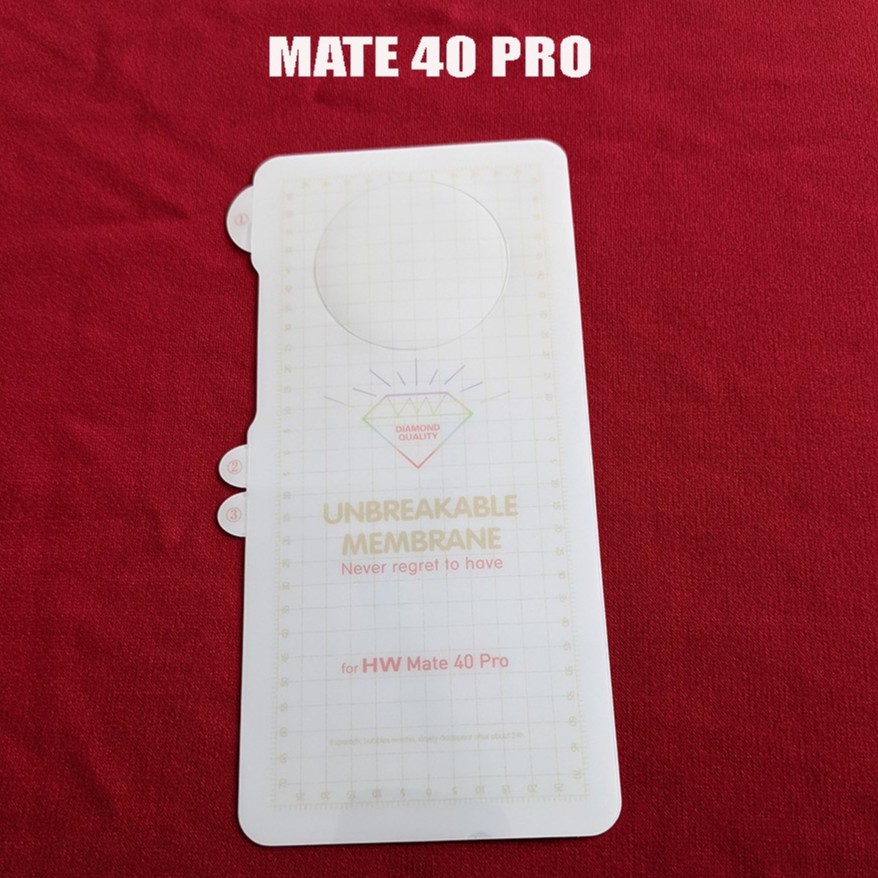 MATE 40 PRO
①
DIAMOND
QUALITY
②
③
UNBREAKABLE
MEMBRANE
Never regret to have
for HW Mate 40 Pro